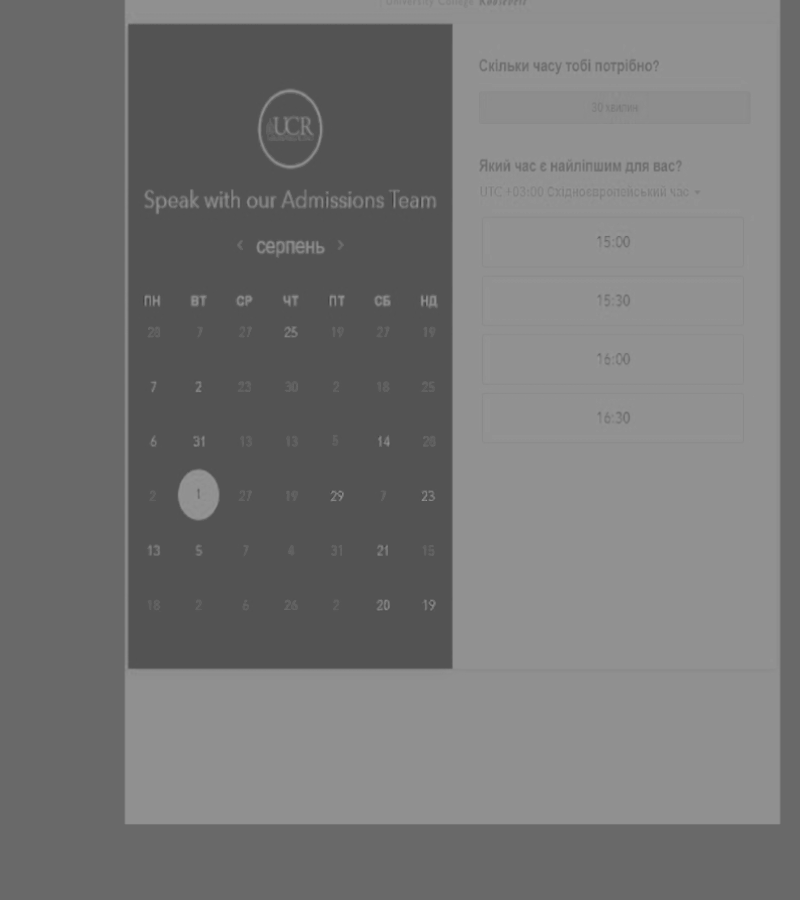 University College
UCR
Speak with our Admissions Team
‹ серпень ›
ПН ВТ СР ЧТ ПТ СБ НД
28 7 27 25 19 27 19
7 2 23 30 2 18 25
6 31 13 13 5 14 28
2 1 27 19 29 7 23
13 5 7 4 31 21 15
18 2 6 26 2 20 19
Скільки часу тобі потрібно?
30 хвилин
Який час є найліпшим для вас?
UTC +03:00 Східноєвропейський час
15:00
15:30
16:00
16:30